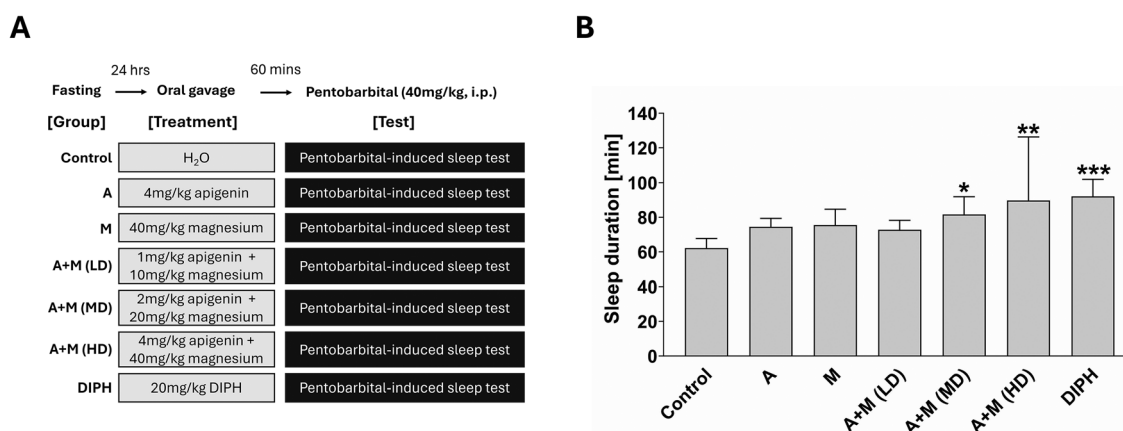 A
24 hrs 60 mins
Fasting Oral gavage Pentobarbital (40mg/kg, i.p.)
[Group] [Treatment] [Test]
Control H₂O Pentobarbital-induced sleep test
A 4mg/kg apigenin Pentobarbital-induced sleep test
M 40mg/kg magnesium Pentobarbital-induced sleep test
A+M (LD) 1mg/kg apigenin +
10mg/kg magnesium Pentobarbital-induced sleep test
A+M (MD) 2mg/kg apigenin +
20mg/kg magnesium Pentobarbital-induced sleep test
A+M (HD) 4mg/kg apigenin +
40mg/kg magnesium Pentobarbital-induced sleep test
DIPH 20mg/kg DIPH Pentobarbital-induced sleep test
B
Sleep duration [min]
140
120
100
80
60
40
20
0
*
**
***
Control
A
M
A+M (LD)
A+M (MD)
A+M (HD)
DIPH